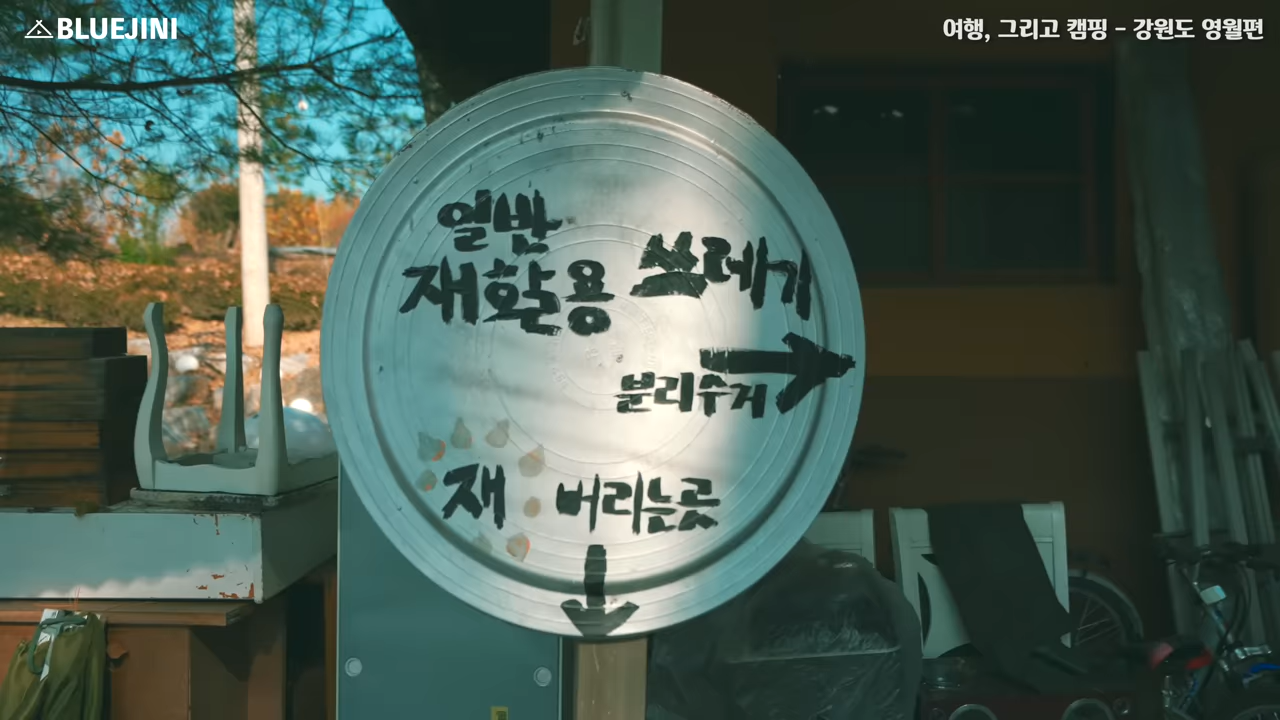 BLUEJINI
여행, 그리고 캠핑 - 강원도 영월편
일반
재활용 쓰레기
분리수거
재 버리는곳